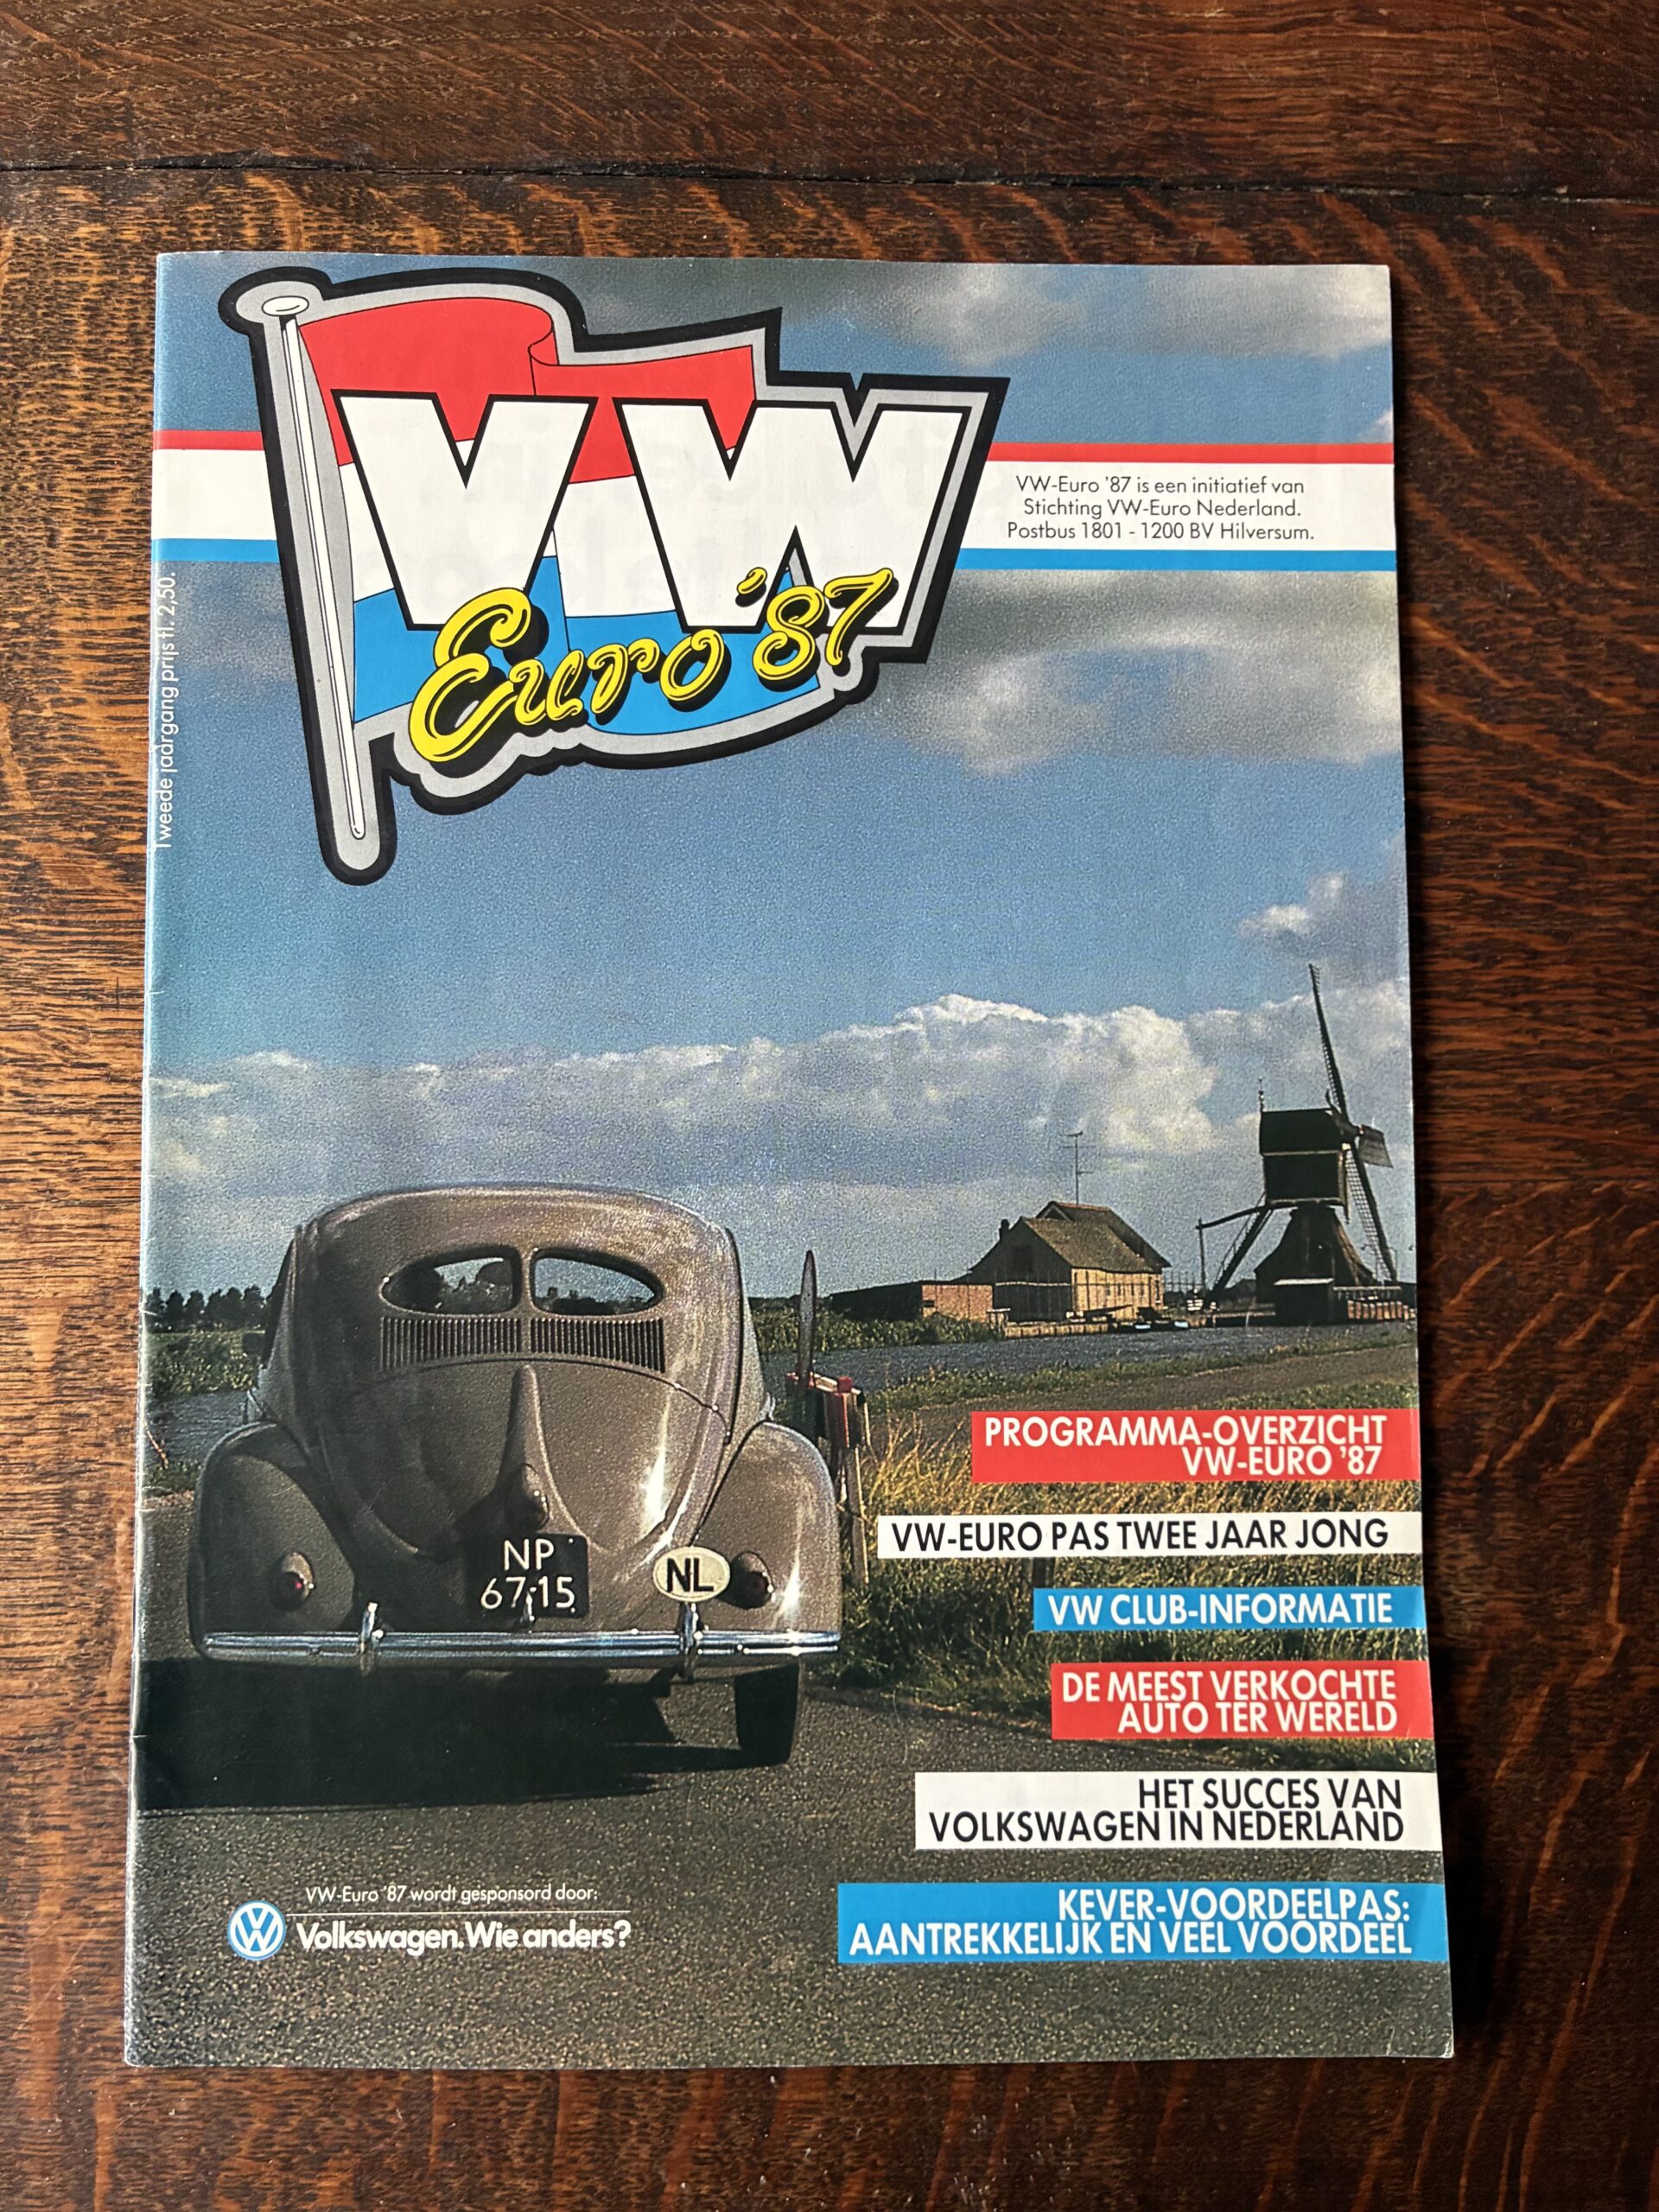 VW
Euro '87
VW-Euro '87 is een initiatief van
Stichting VW-Euro Nederland.
Postbus 1801 - 1200 BV Hilversum.
Tweede jaargang prijs fl. 2,50.
NP
67-15
NL
PROGRAMMA-OVERZICHT
VW-EURO '87
VW-EURO PAS TWEE JAAR JONG
VW CLUB-INFORMATIE
DE MEEST VERKOCHTE
AUTO TER WERELD
HET SUCCES VAN
VOLKSWAGEN IN NEDERLAND
KEVER-VOORDEELPAS:
AANTREKKELIJK EN VEEL VOORDEEL
VW-Euro '87 wordt gesponsord door:
VW
Volkswagen. Wie anders?